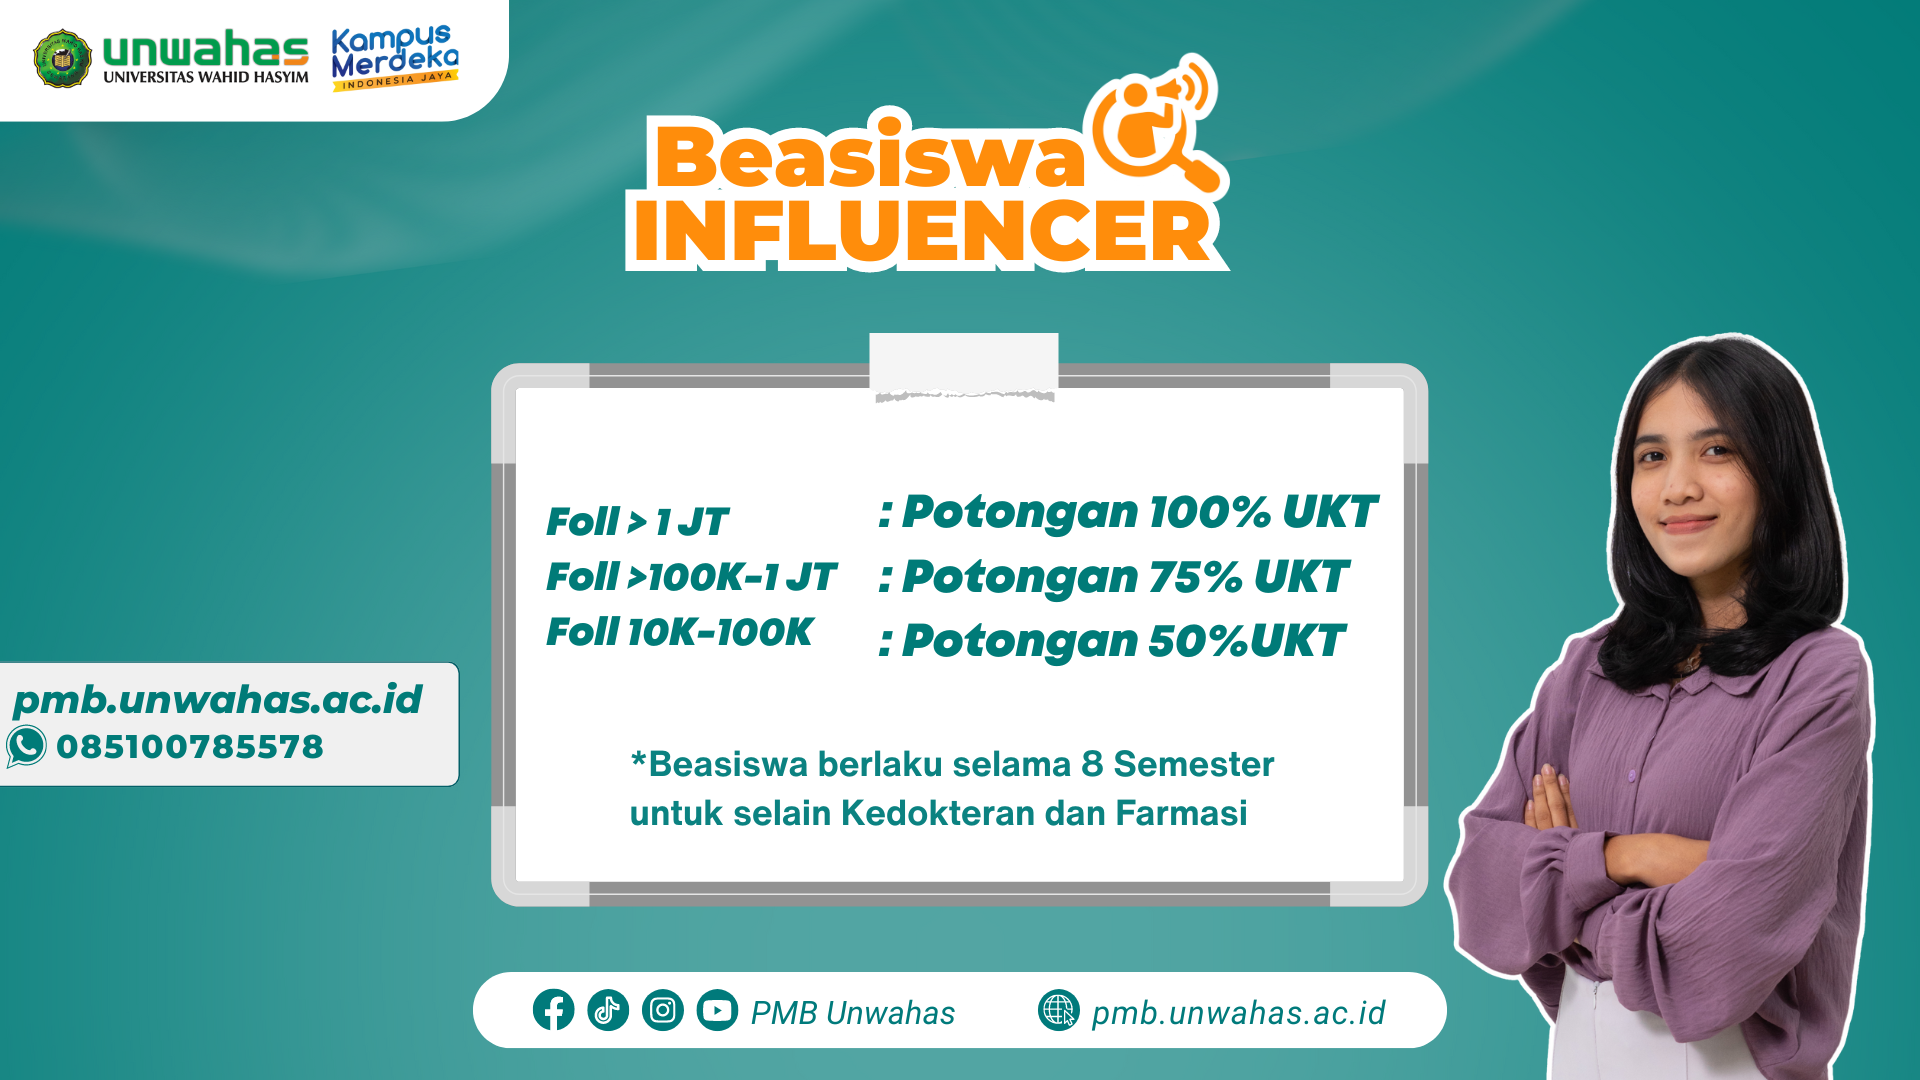 unwahas
UNIVERSITAS WAHID HASYIM
Kampus
Merdeka
INDONESIA JAYA
Beasiswa
INFLUENCER
Foll > 1 JT : Potongan 100% UKT
Foll >100K-1 JT : Potongan 75% UKT
Foll 10K-100K : Potongan 50%UKT
*Beasiswa berlaku selama 8 Semester
untuk selain Kedokteran dan Farmasi
pmb.unwahas.ac.id
085100785578
PMB Unwahas
pmb.unwahas.ac.id